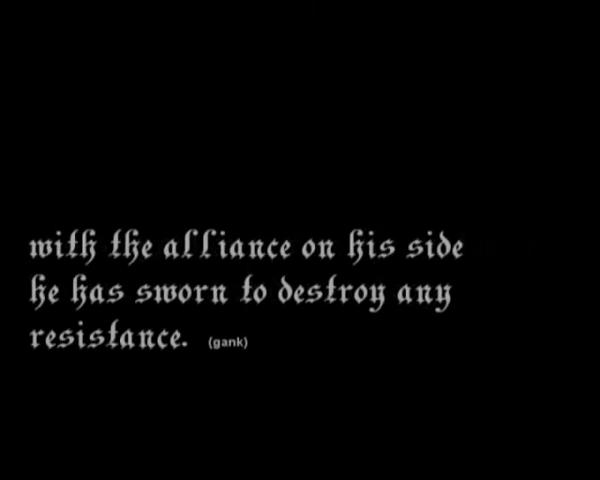 with the alliance on his side
he has sworn to destroy any
resistance. (gank)